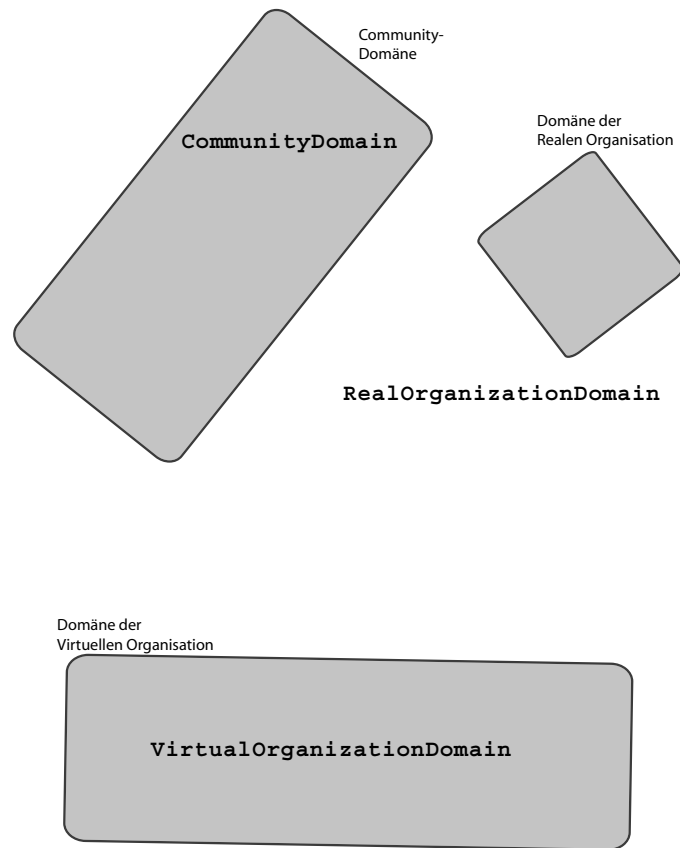 Community-
Domäne
CommunityDomain
Domäne der
Realen Organisation
RealOrganizationDomain
Domäne der
Virtuellen Organisation
VirtualOrganizationDomain